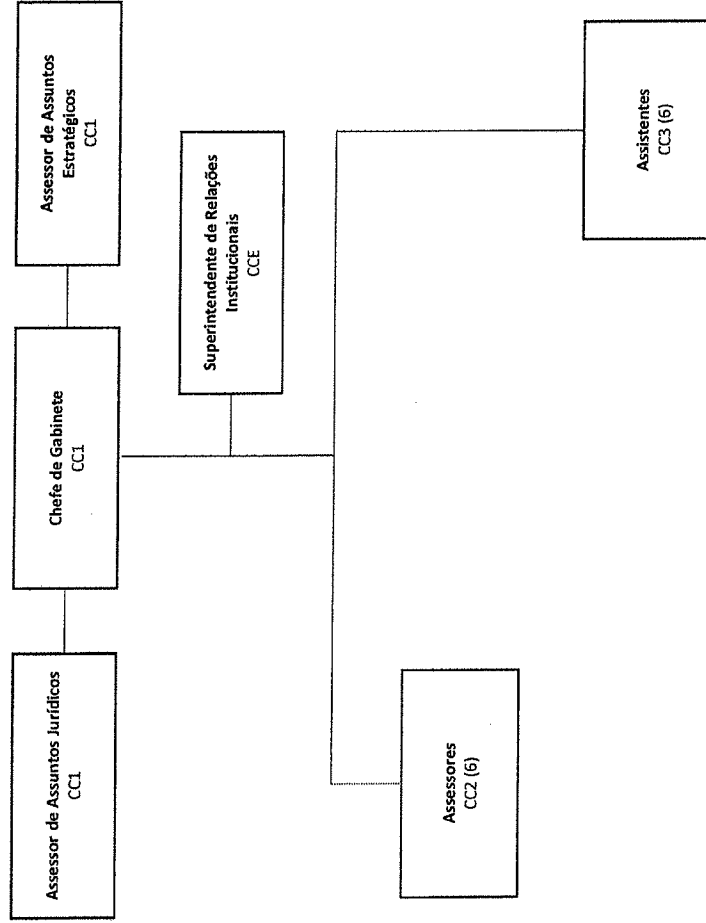 Assessor de Assuntos Jurídicos
CC1
Chefe de Gabinete
CC1
Assessor de Assuntos
Estratégicos
CC1
Superintendente de Relações
Institucionais
CCE
Assessores
CC2 (6)
Assistentes
CC3 (6)